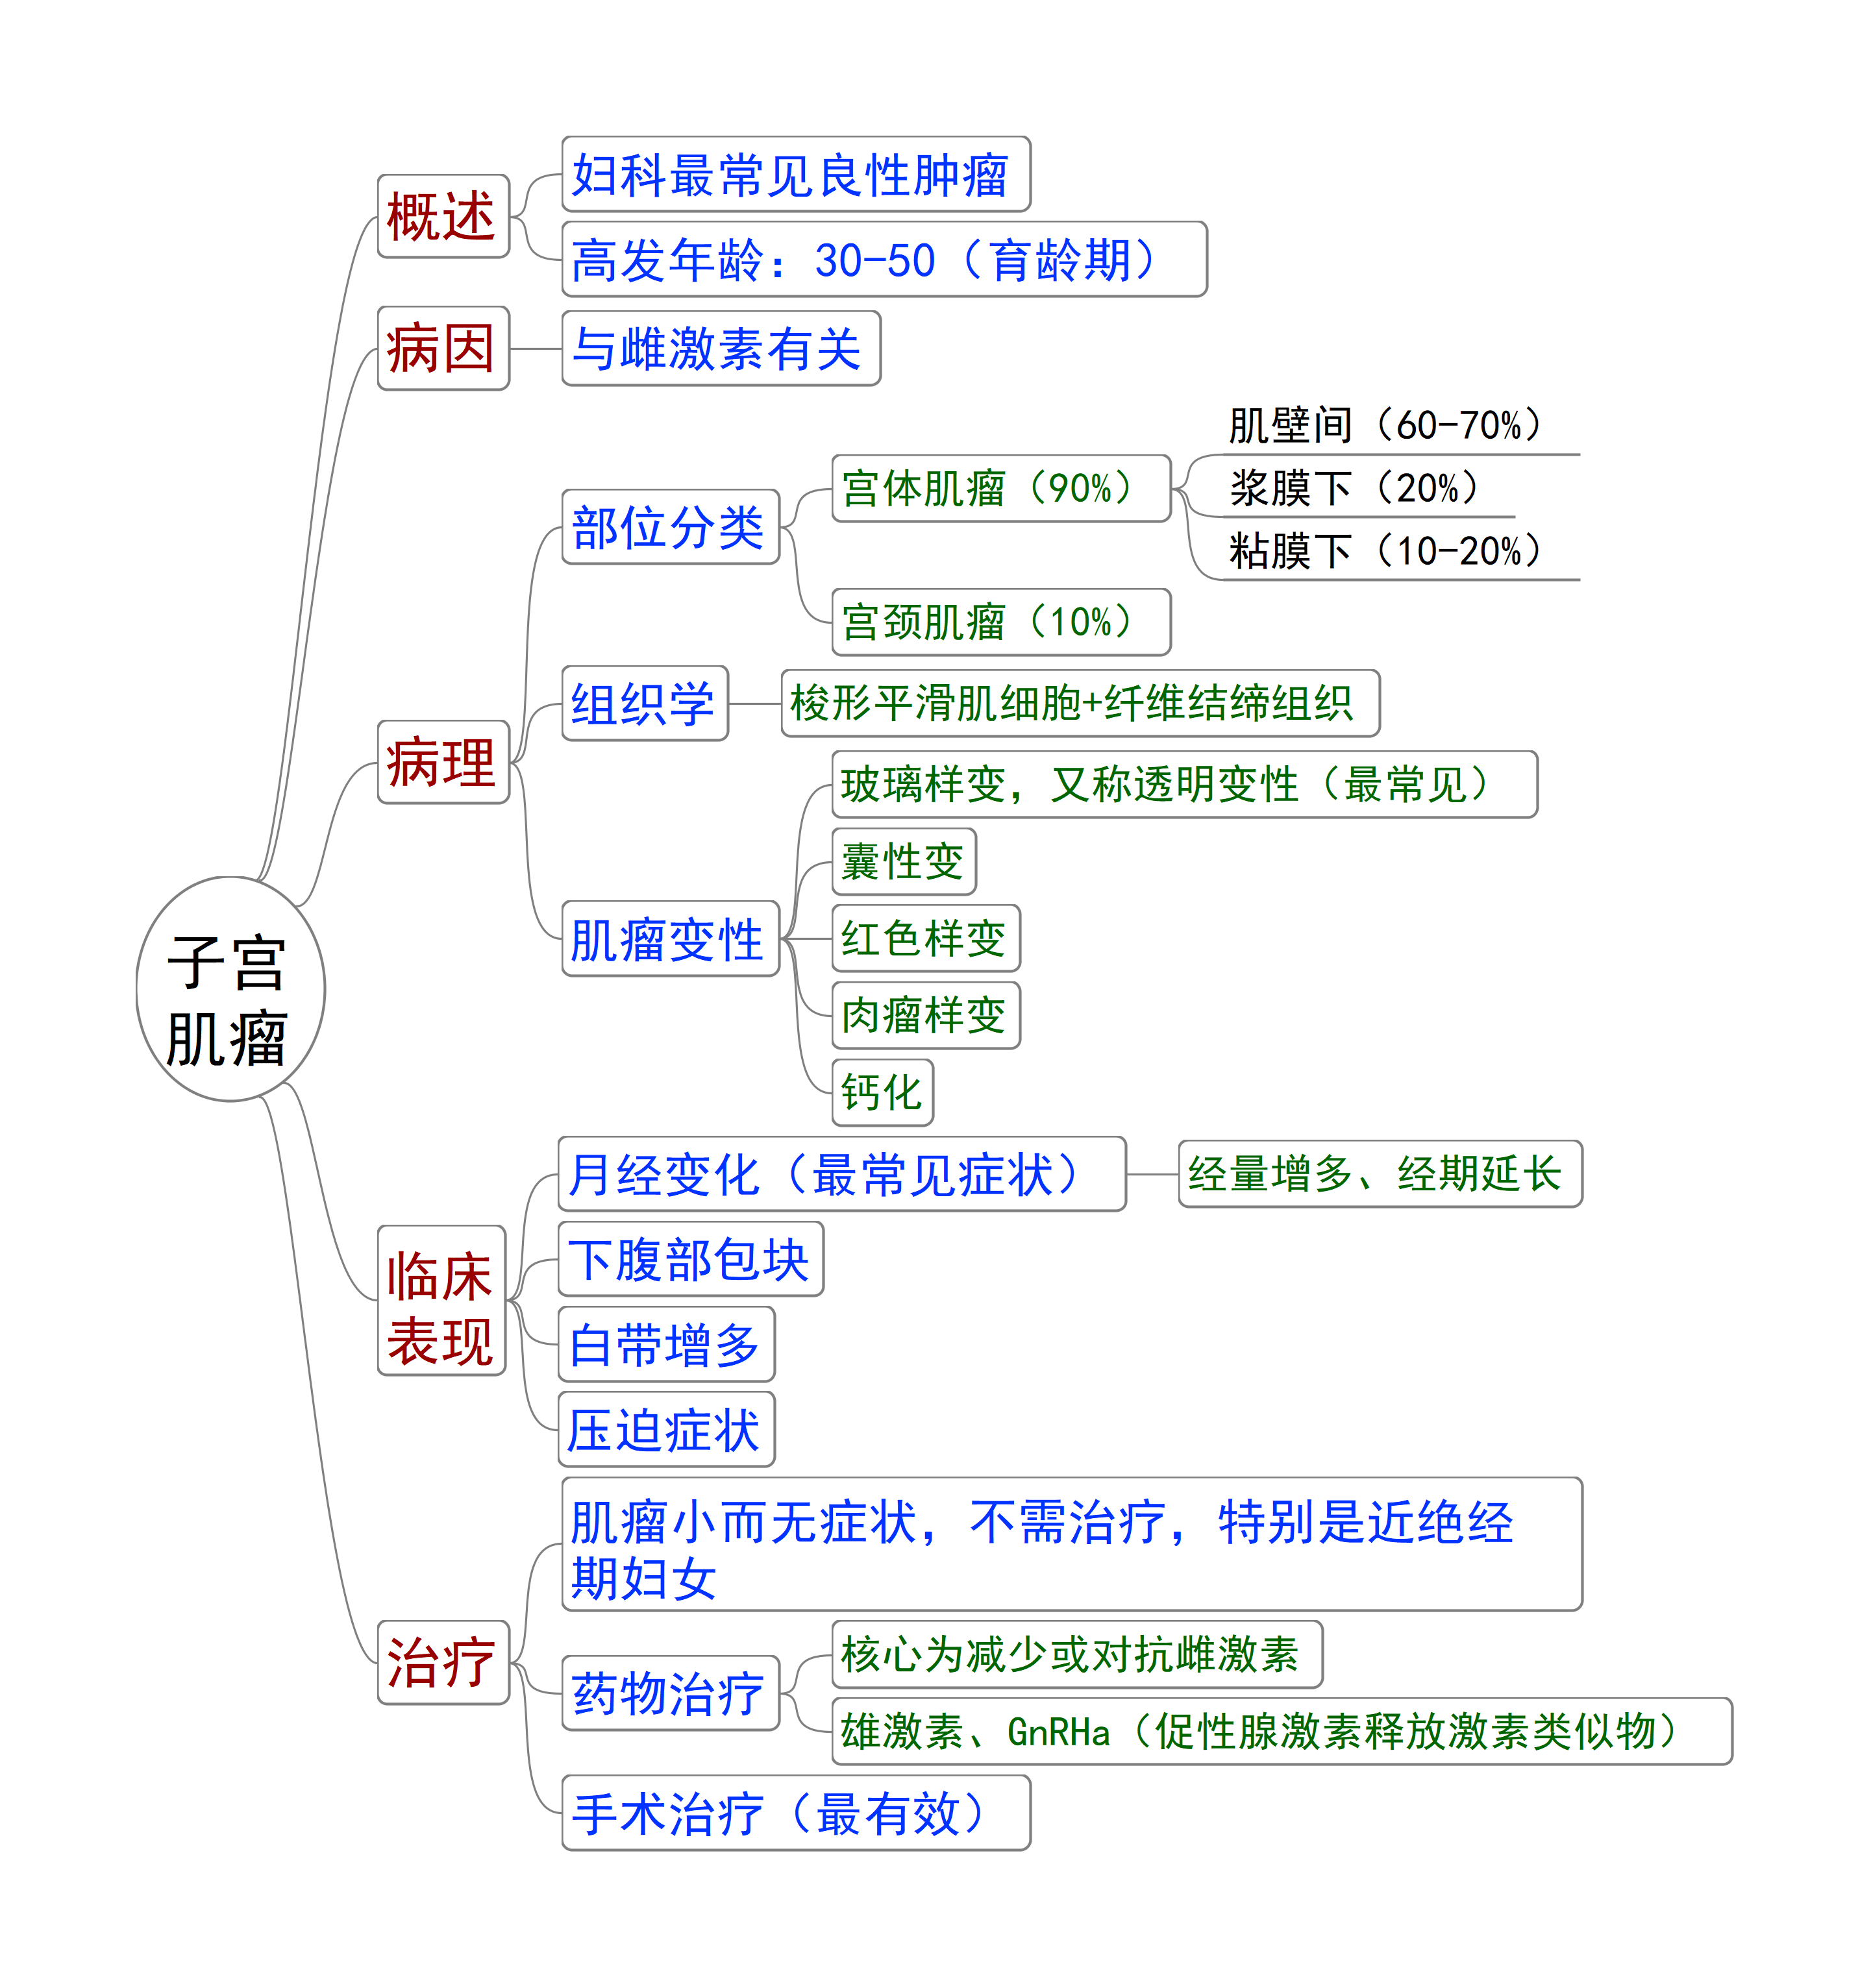 子宫
肌瘤
概述
妇科最常见良性肿瘤
高发年龄：30-50（育龄期）
病因
与雌激素有关
病理
部位分类
宫体肌瘤（90%）
肌壁间（60-70%）
浆膜下（20%）
粘膜下（10-20%）
宫颈肌瘤（10%）
组织学
梭形平滑肌细胞+纤维结缔组织
肌瘤变性
玻璃样变，又称透明变性（最常见）
囊性变
红色样变
肉瘤样变
钙化
临床
表现
月经变化（最常见症状）
经量增多、经期延长
下腹部包块
白带增多
压迫症状
治疗
肌瘤小而无症状，不需治疗，特别是近绝经
期妇女
药物治疗
核心为减少或对抗雌激素
雄激素、GnRHa（促性腺激素释放激素类似物）
手术治疗（最有效）